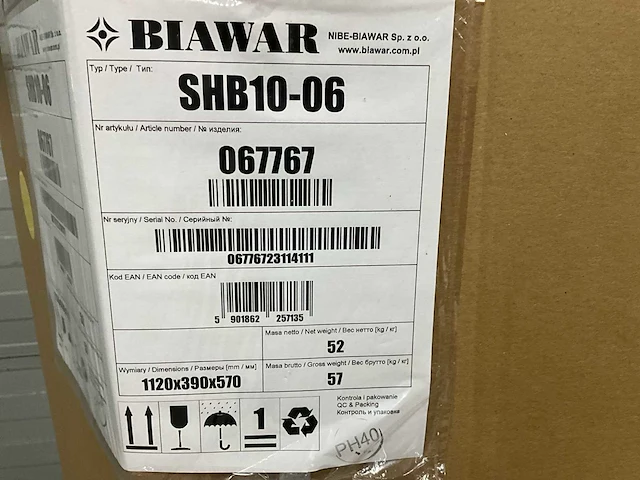 BIAWAR
NIBE-BIAWAR Sp. z o.o.
www.biawar.com.pl
Typ / Type / Тип:
SHB10-06
Nr artykułu / Article number / № изделия:
067767
Nr seryjny / Serial No. / Серийный №:
06776723114111
Kod EAN / EAN code / код EAN
5 901862 257135
Masa netto / Net weight / Вес нетто [kg / кг]
52
Wymiary / Dimensions / Размеры [mm / мм]
1120x390x570
Masa brutto / Gross weight / Вес брутто [kg / кг]
57
1
Kontrola i pakowanie
QC & Packing
Контроль и упаковка
PH40
SHB10-06
067767